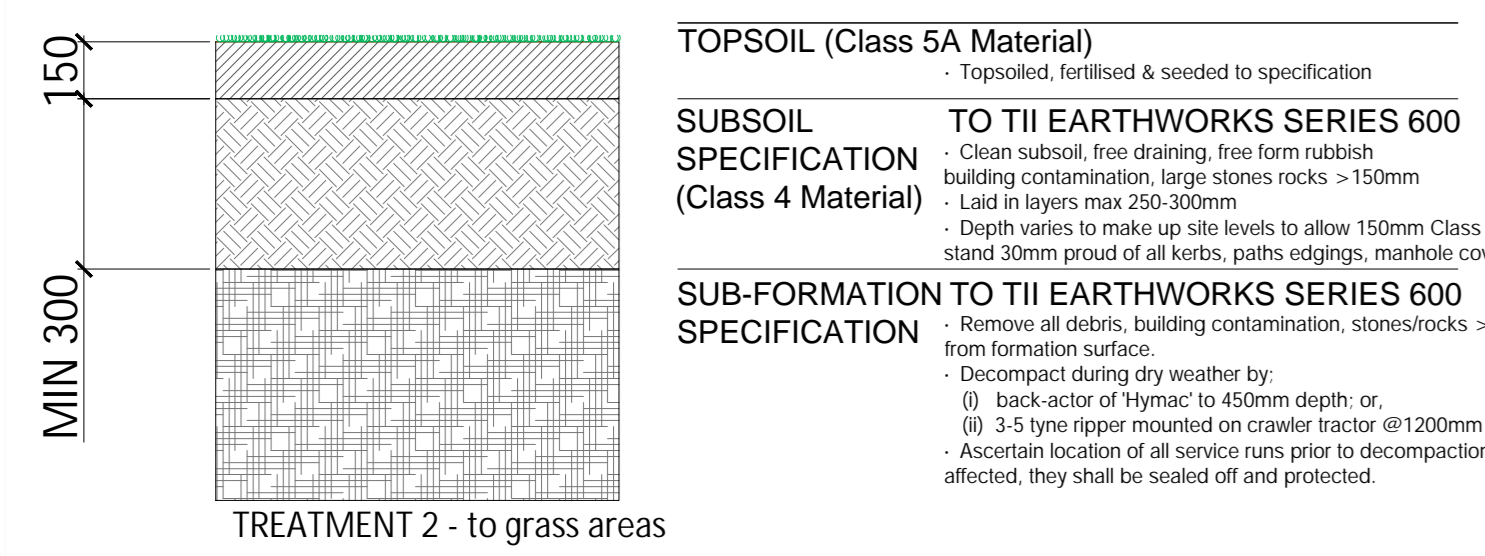 150
MIN 300
TREATMENT 2 - to grass areas
TOPSOIL (Class 5A Material)
· Topsoiled, fertilised & seeded to specification
SUBSOIL SPECIFICATION (Class 4 Material)
TO TII EARTHWORKS SERIES 600
· Clean subsoil, free draining, free form rubbish
building contamination, large stones rocks >150mm
· Laid in layers max 250-300mm
· Depth varies to make up site levels to allow 150mm Class
stand 30mm proud of all kerbs, paths edgings, manhole
SUB-FORMATION SPECIFICATION
TO TII EARTHWORKS SERIES 600
· Remove all debris, building contamination, stones/rocks >
from formation surface.
· Decompact during dry weather by;
(i) back-actor of 'Hymac' to 450mm depth; or,
(ii) 3-5 tyne ripper mounted on crawler tractor @1200mm
· Ascertain location of all service runs prior to decompaction
affected, they shall be sealed off and protected.